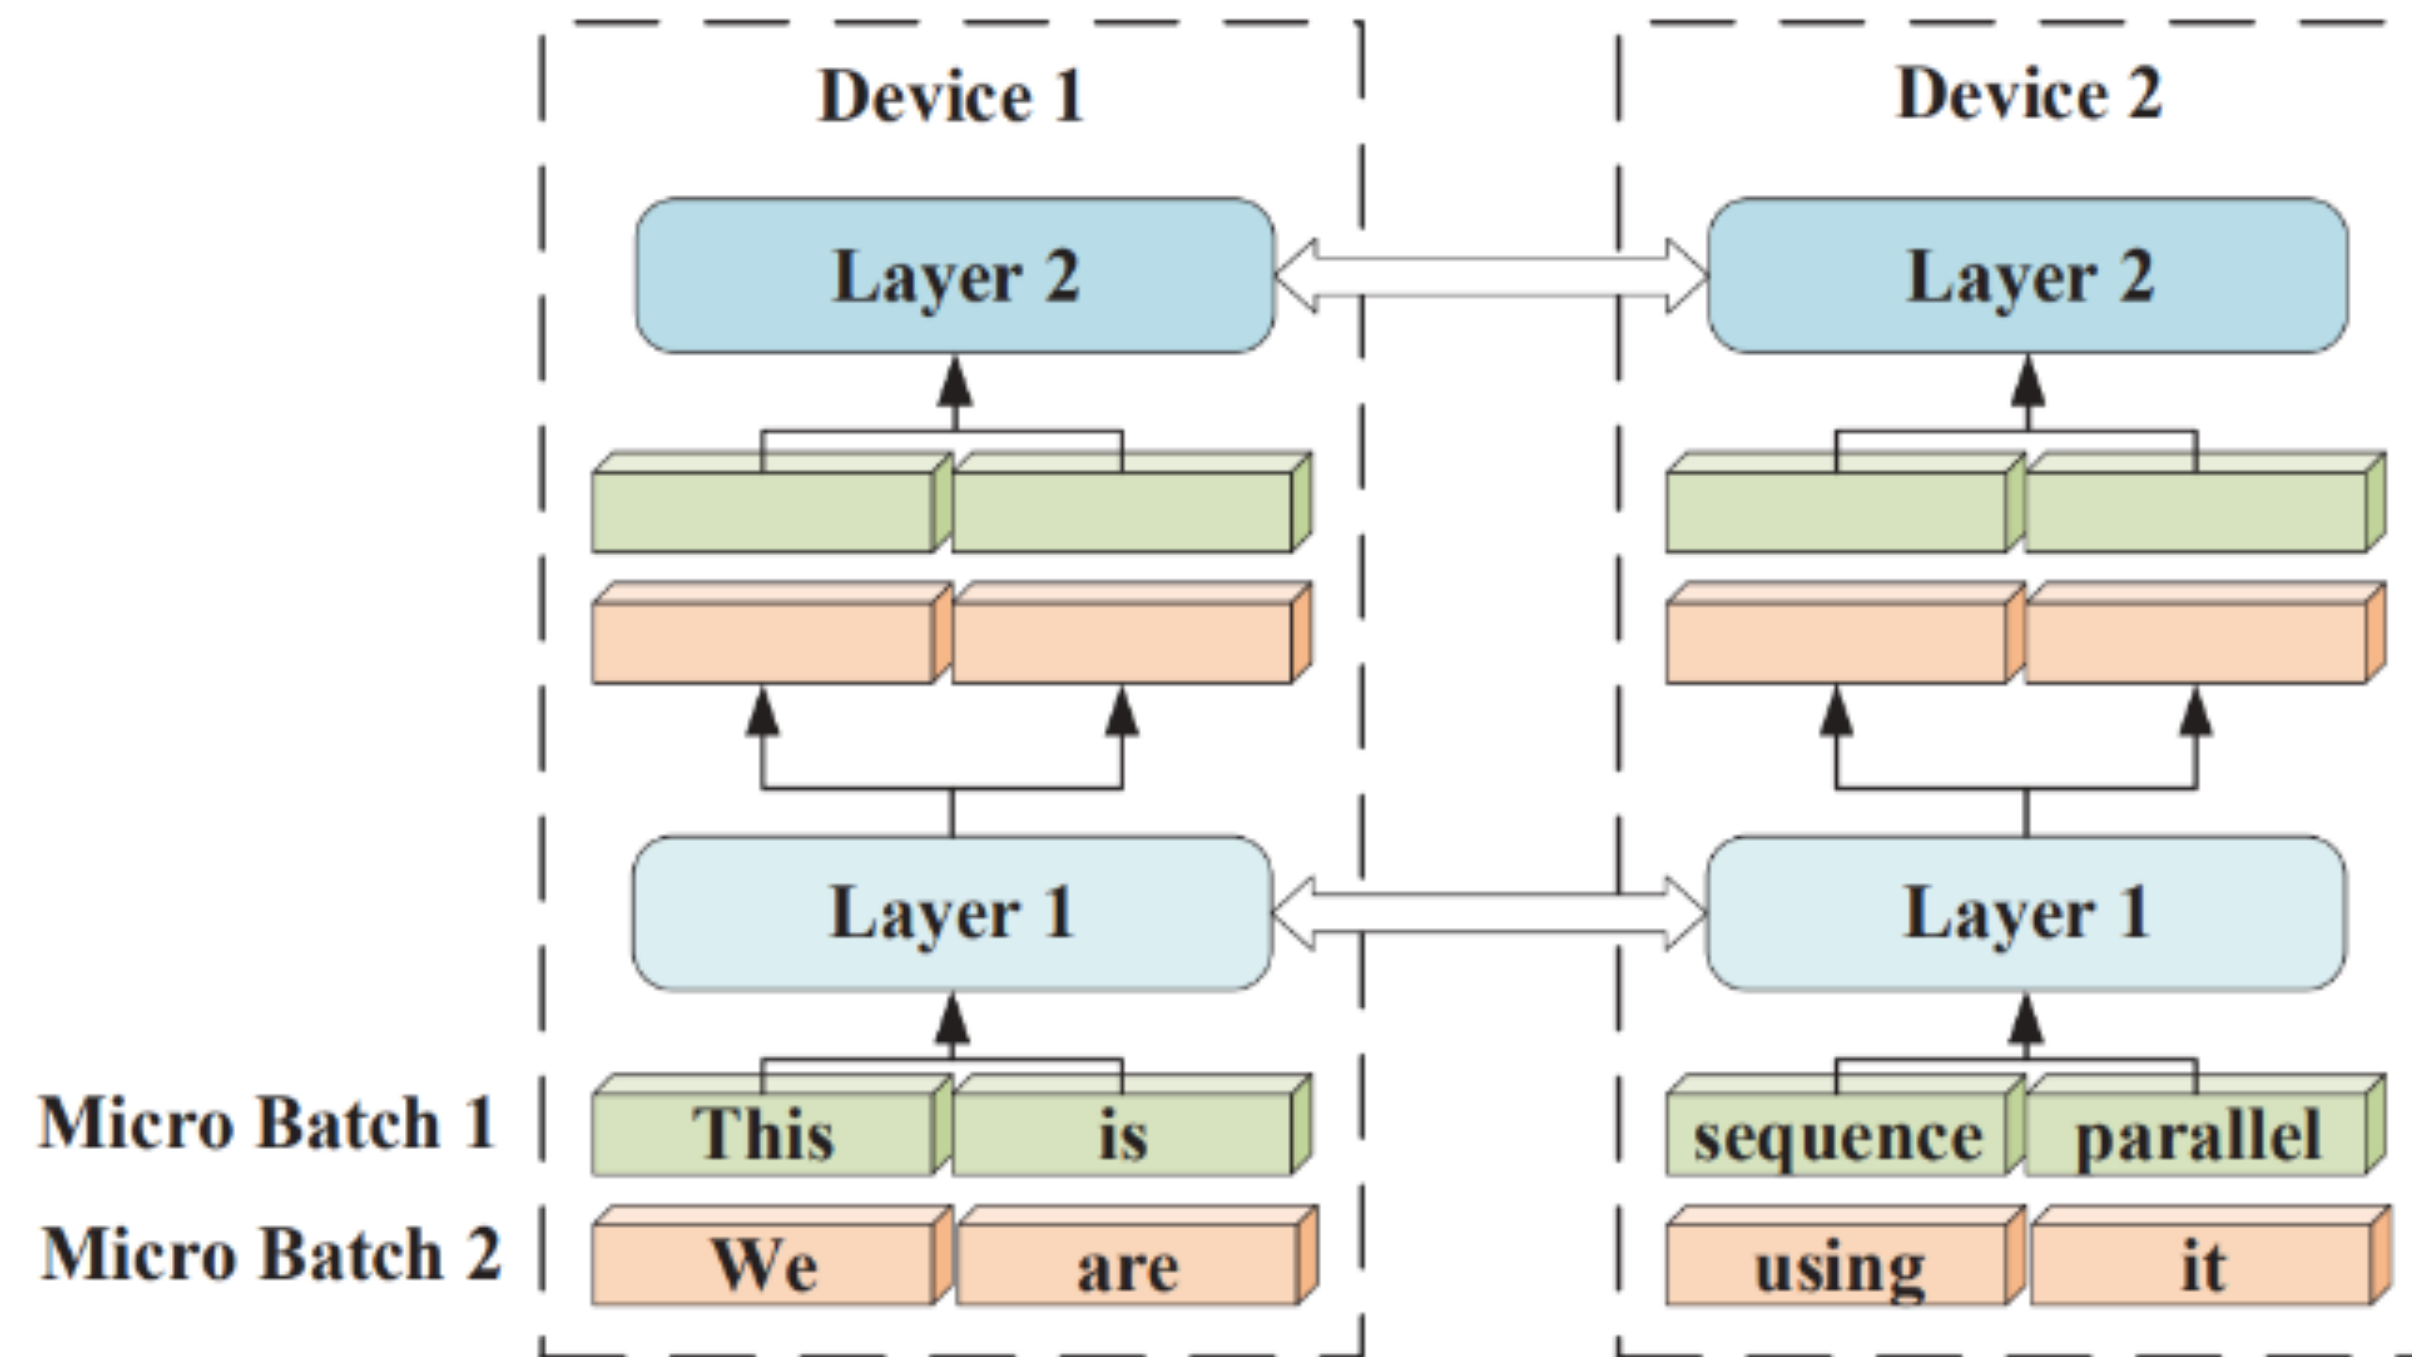 Device 1 Device 2
Layer 2 Layer 2
Layer 1 Layer 1
Micro Batch 1 This is sequence parallel
Micro Batch 2 We are using it